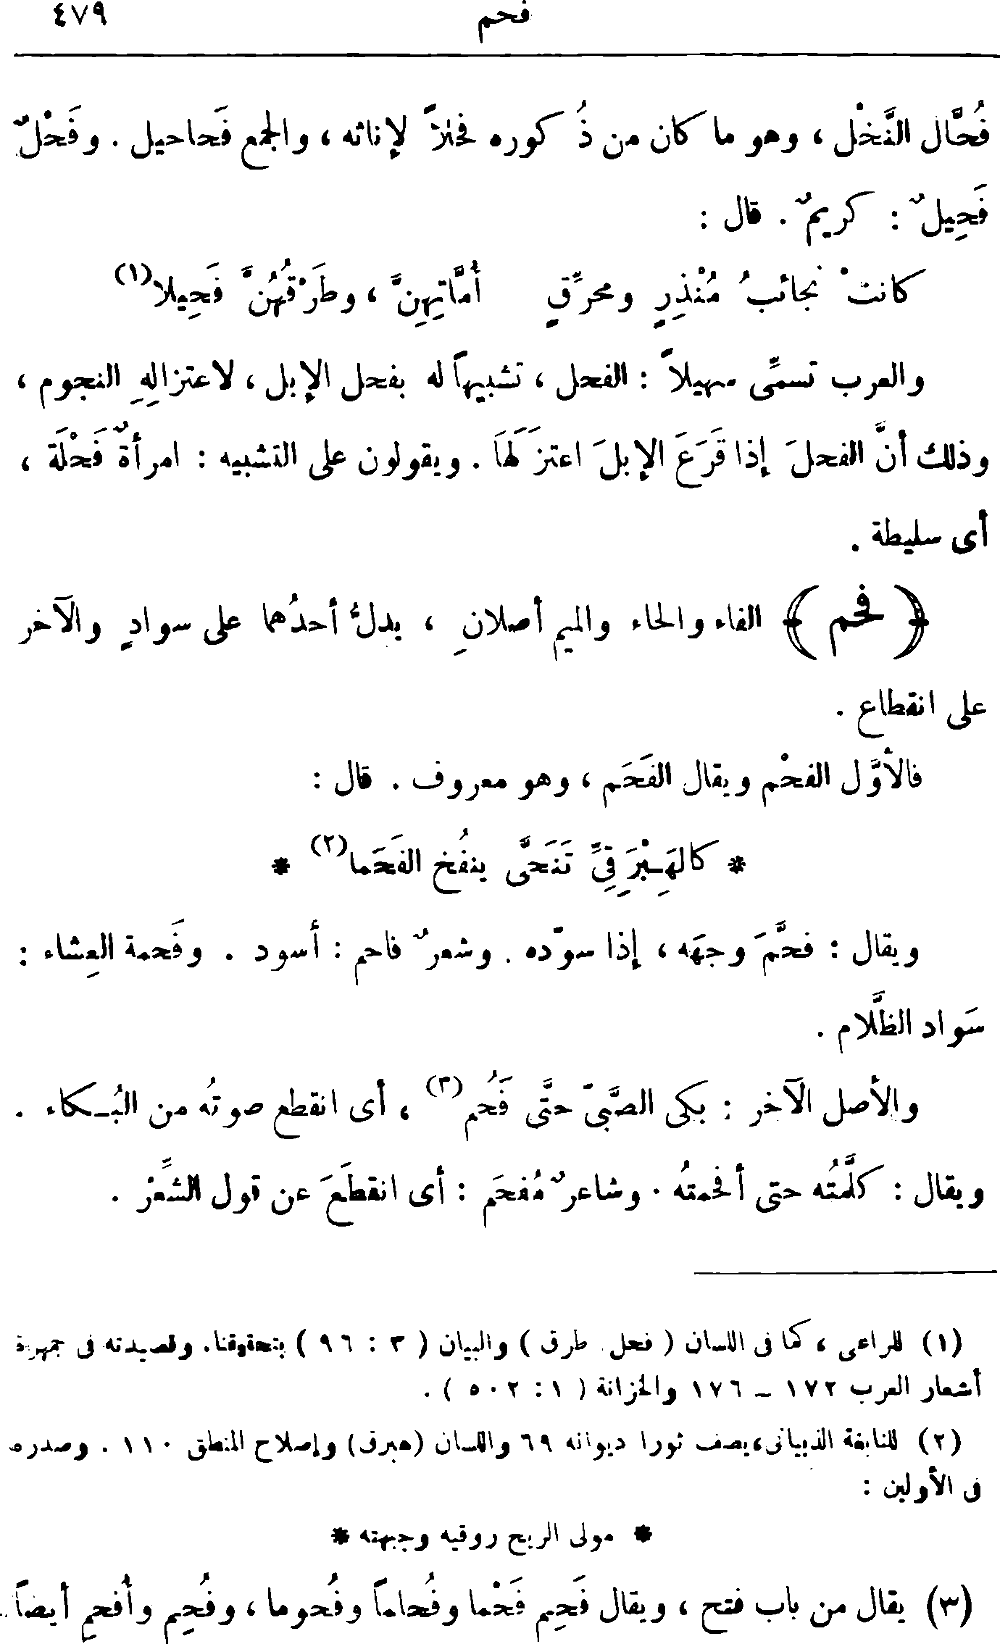 ٤٧٩ فحم
فُحَّال النَّخْل ، وهو ما كان من ذُكوره فحلاً لإناثه ، والجمع فَحاحيل . وفَحْلٌ
فَحِيلٌ : كريمٌ . قال :
كانتْ نجائبُ مُنْذِرٍ ومحرِّقٍ أُمَّاتِهِنَّ ، وطَرْقُهُنَّ فَحِيلا(١)
والعرب تسمِّى سهيلاً : الفحل ، تشبيهاً له بفحل الإبل ، لاعتزالِهِ النجوم ،
وذلك أنَّ الفحلَ إذا قَرَعَ الإبلَ اعتزَلَهَا . ويقولون على التشبيه : امرأةٌ فَحْلَة ،
أى سليطة .
﴿ فحم ﴾ الفاء والحاء والميم أصلانِ ، يدلُّ أحدُهما على سوادٍ والآخر
على انقطاع .
فالأوَّل الفحْم ويقال الفَحَم ، وهو معروف . قال :
* كالهِبْرَقِىِّ تَنَحَّى ينفُخ الفَحَما(٢) *
ويقال : فحَّمَ وجهَه ، إذا سوّده . وشعرٌ فاحم : أسود . وفَحمة العِشاء :
سَواد الظَّلام .
والأصل الآخر : بكى الصَّبىّ حتَّى فَحُم(٣) ، أى انقطع صوتُه من البُكاء .
ويقال : كلَّمتُه حتى أفحمتُه . وشاعرٌ مُفحَم : أى انقطَعَ عن قول الشِّعْر .
(١) للراعى ، كما فى اللسان ( فحل. طرق ) والبيان ( ٣ : ٩٦ ) بتحقيقنا. وقصيدته فى جمهرة
أشعار العرب ١٧٢ – ١٧٦ والخزانة ( ١ : ٥٠٢ ) .
(٢) للنابغة الذبيانى،يصف ثورا ديوانه ٦٩ واللسان (هبرق) وإصلاح المنطق ١١٠ . وصدره
فى الأولين :
* مولى الريح روقيه وجبهته *
(٣) يقال من باب فتح ، ويقال فَحِم فَحْما وفُحاماً وفُحوما ، وفُحِم وأُفحم أيضاً.